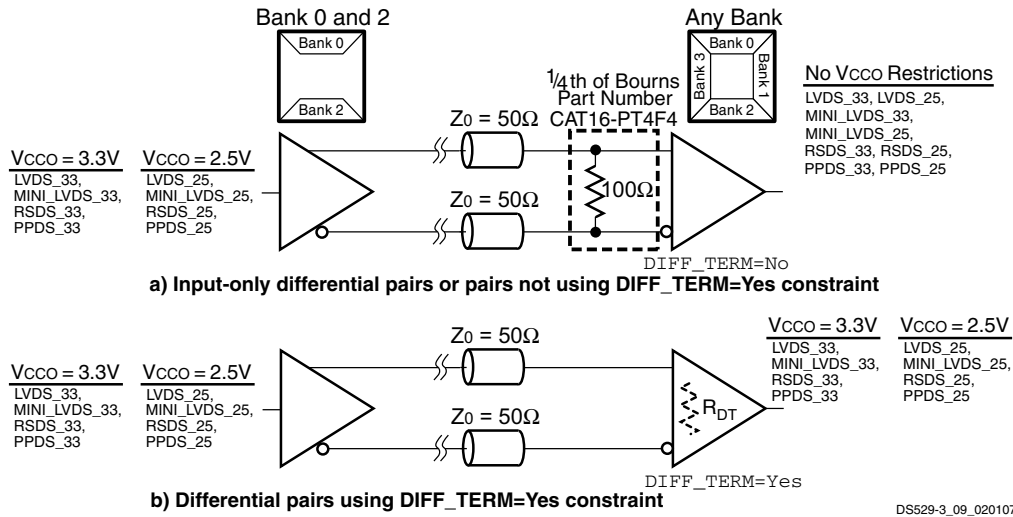 Bank 0 and 2
Bank 0
Bank 2
Any Bank
Bank 0
Bank 3
Bank 1
Bank 2
1/4 th of Bourns
Part Number
CAT16-PT4F4
No VCCO Restrictions
LVDS_33, LVDS_25,
MINI_LVDS_33,
MINI_LVDS_25,
RSDS_33, RSDS_25,
PPDS_33, PPDS_25
VCCO = 3.3V
LVDS_33,
MINI_LVDS_33,
RSDS_33,
PPDS_33
VCCO = 2.5V
LVDS_25,
MINI_LVDS_25,
RSDS_25,
PPDS_25
Z0 = 50Ω
Z0 = 50Ω
100Ω
DIFF_TERM=No
a) Input-only differential pairs or pairs not using DIFF_TERM=Yes constraint
VCCO = 3.3V
LVDS_33,
MINI_LVDS_33,
RSDS_33,
PPDS_33
VCCO = 2.5V
LVDS_25,
MINI_LVDS_25,
RSDS_25,
PPDS_25
Z0 = 50Ω
Z0 = 50Ω
RDT
VCCO = 3.3V
LVDS_33,
MINI_LVDS_33,
RSDS_33,
PPDS_33
VCCO = 2.5V
LVDS_25,
MINI_LVDS_25,
RSDS_25,
PPDS_25
DIFF_TERM=Yes
b) Differential pairs using DIFF_TERM=Yes constraint
DS529-3_09_020107